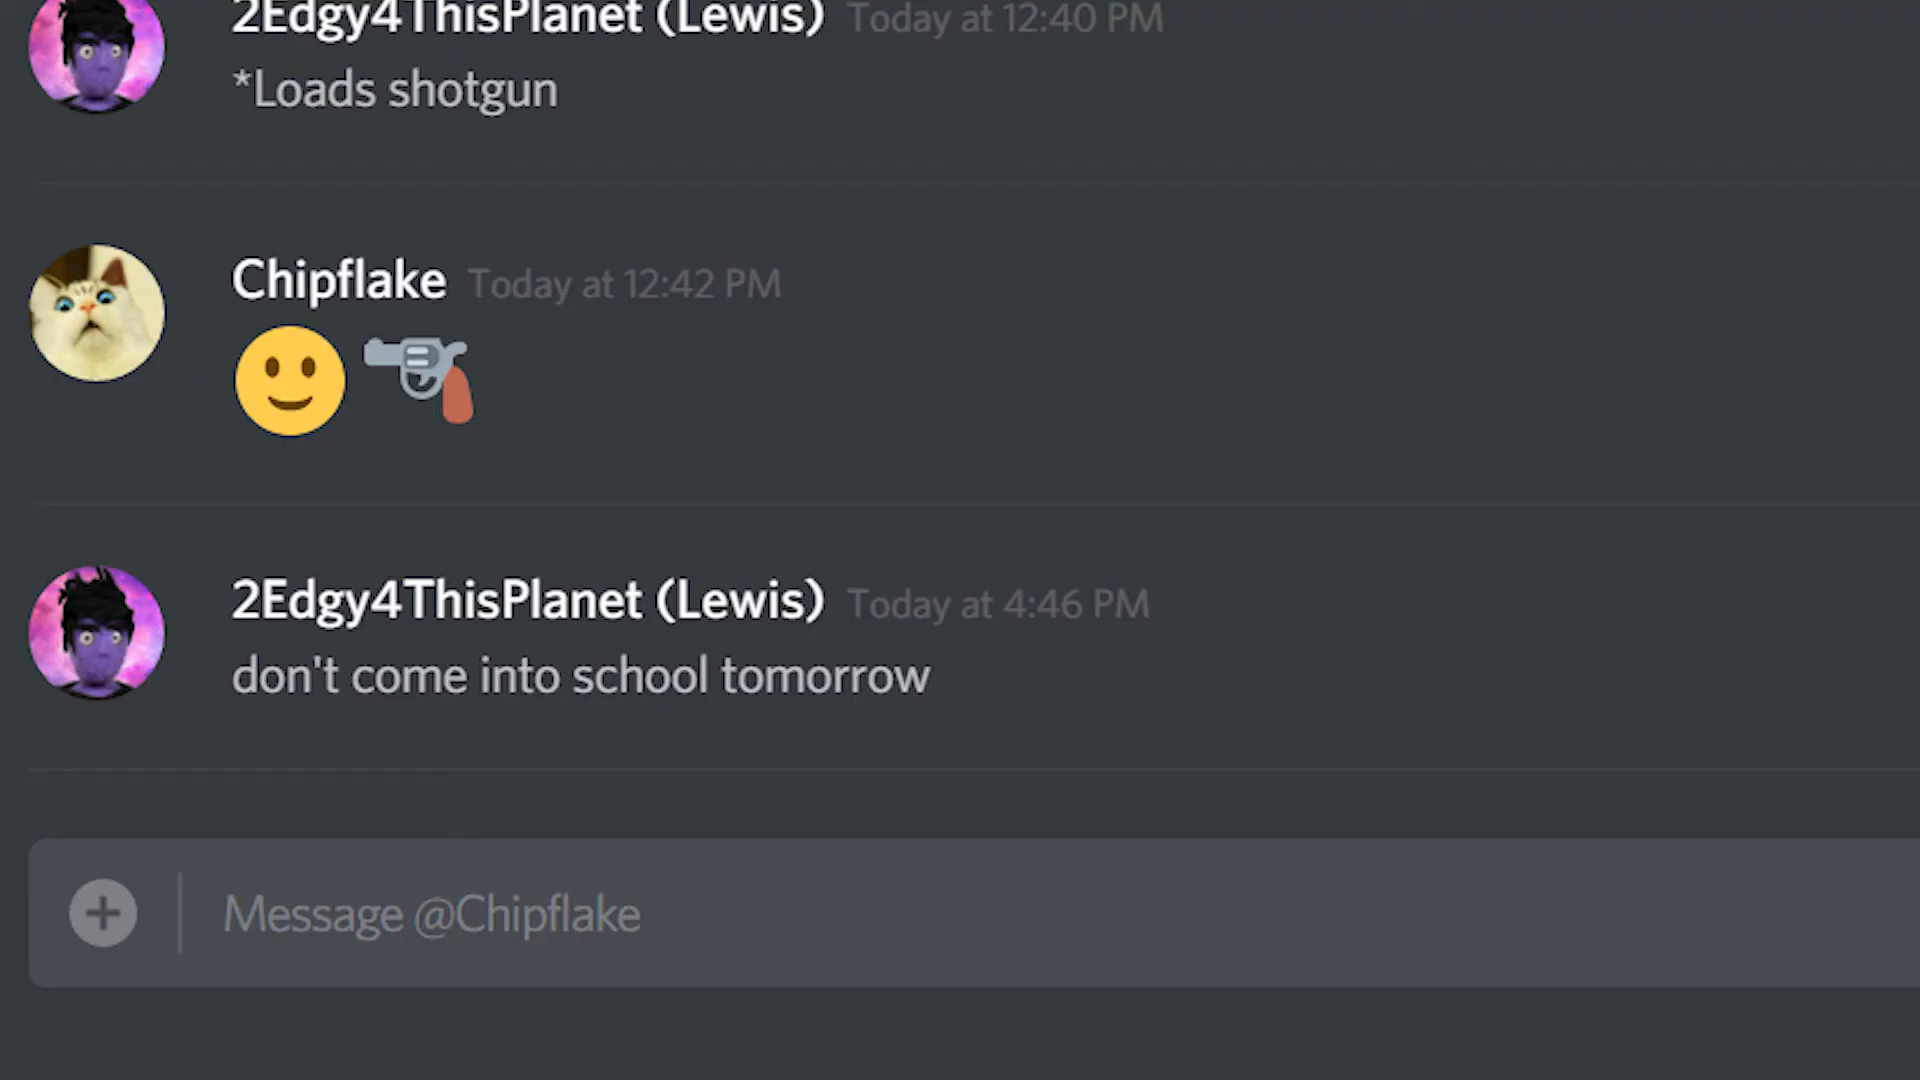 2Edgy4ThisPlanet (Lewis) Today at 12:40 PM
*Loads shotgun
Chipflake Today at 12:42 PM
2Edgy4ThisPlanet (Lewis) Today at 4:46 PM
don't come into school tomorrow
Message @Chipflake